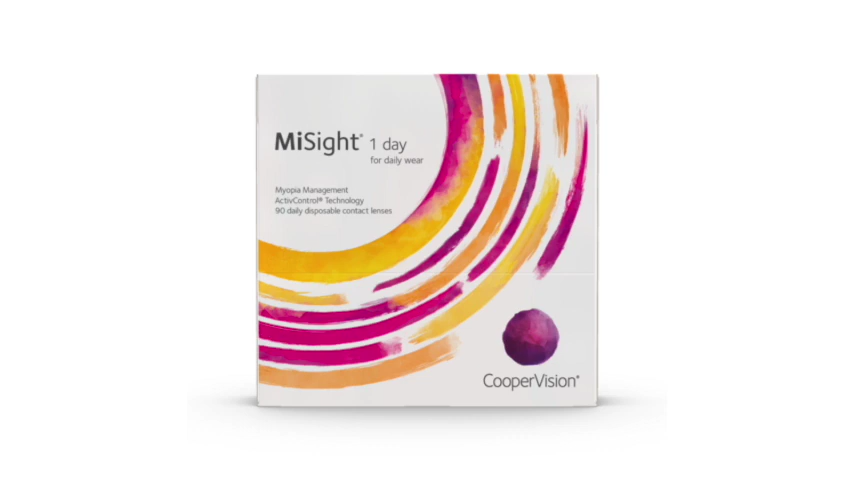 MiSight® 1 day
for daily wear
Myopia Management
ActivControl® Technology
90 daily disposable contact lenses
CooperVision®